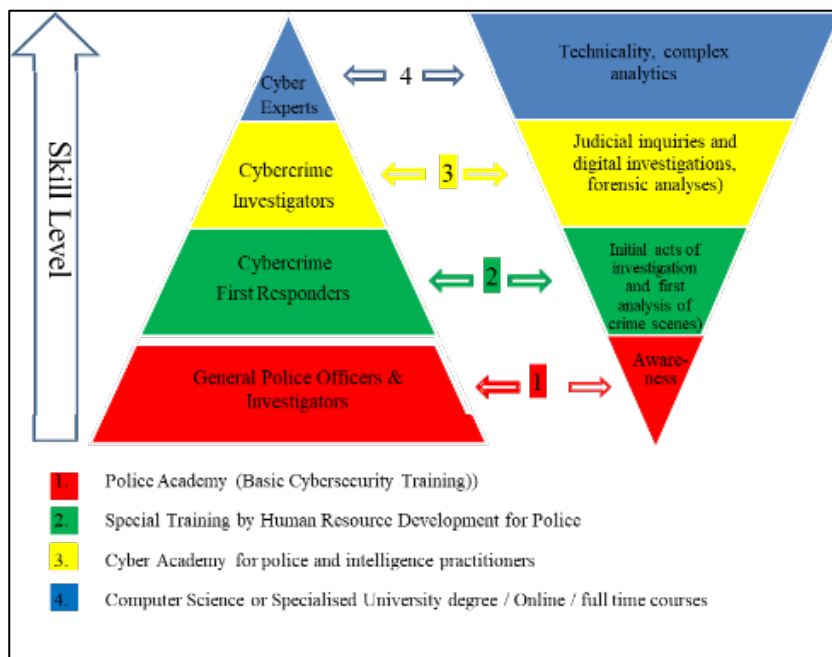 Skill Level
Cyber
Experts
4
Technicality, complex
analytics
Cybercrime
Investigators
3
Judicial inquiries and
digital investigations,
forensic analyses)
Cybercrime
First Responders
2
Initial acts of
investigation
and first
analysis of
crime scenes)
General Police Officers &
Investigators
1
Aware-
ness
1. Police Academy (Basic Cybersecurity Training))
2. Special Training by Human Resource Development for Police
3. Cyber Academy for police and intelligence practitioners
4. Computer Science or Specialised University degree / Online / full time courses